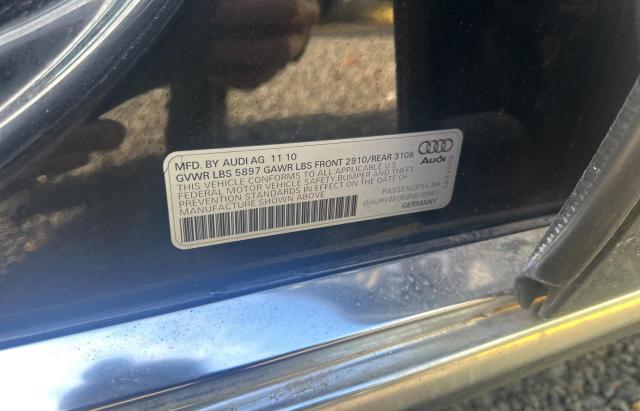 MFD. BY AUDI AG 11 10
GVWR LBS 5897 GAWR LBS FRONT 2910/REAR 3108
THIS VEHICLE CONFORMS TO ALL APPLICABLE U S
FEDERAL MOTOR VEHICLE SAFETY BUMPER AND THEFT
PREVENTION STANDARDS IN EFFECT ON THE DATE OF
MANUFACTURE SHOWN ABOVE
Audi
PASSENGER-CAR
GERMANY